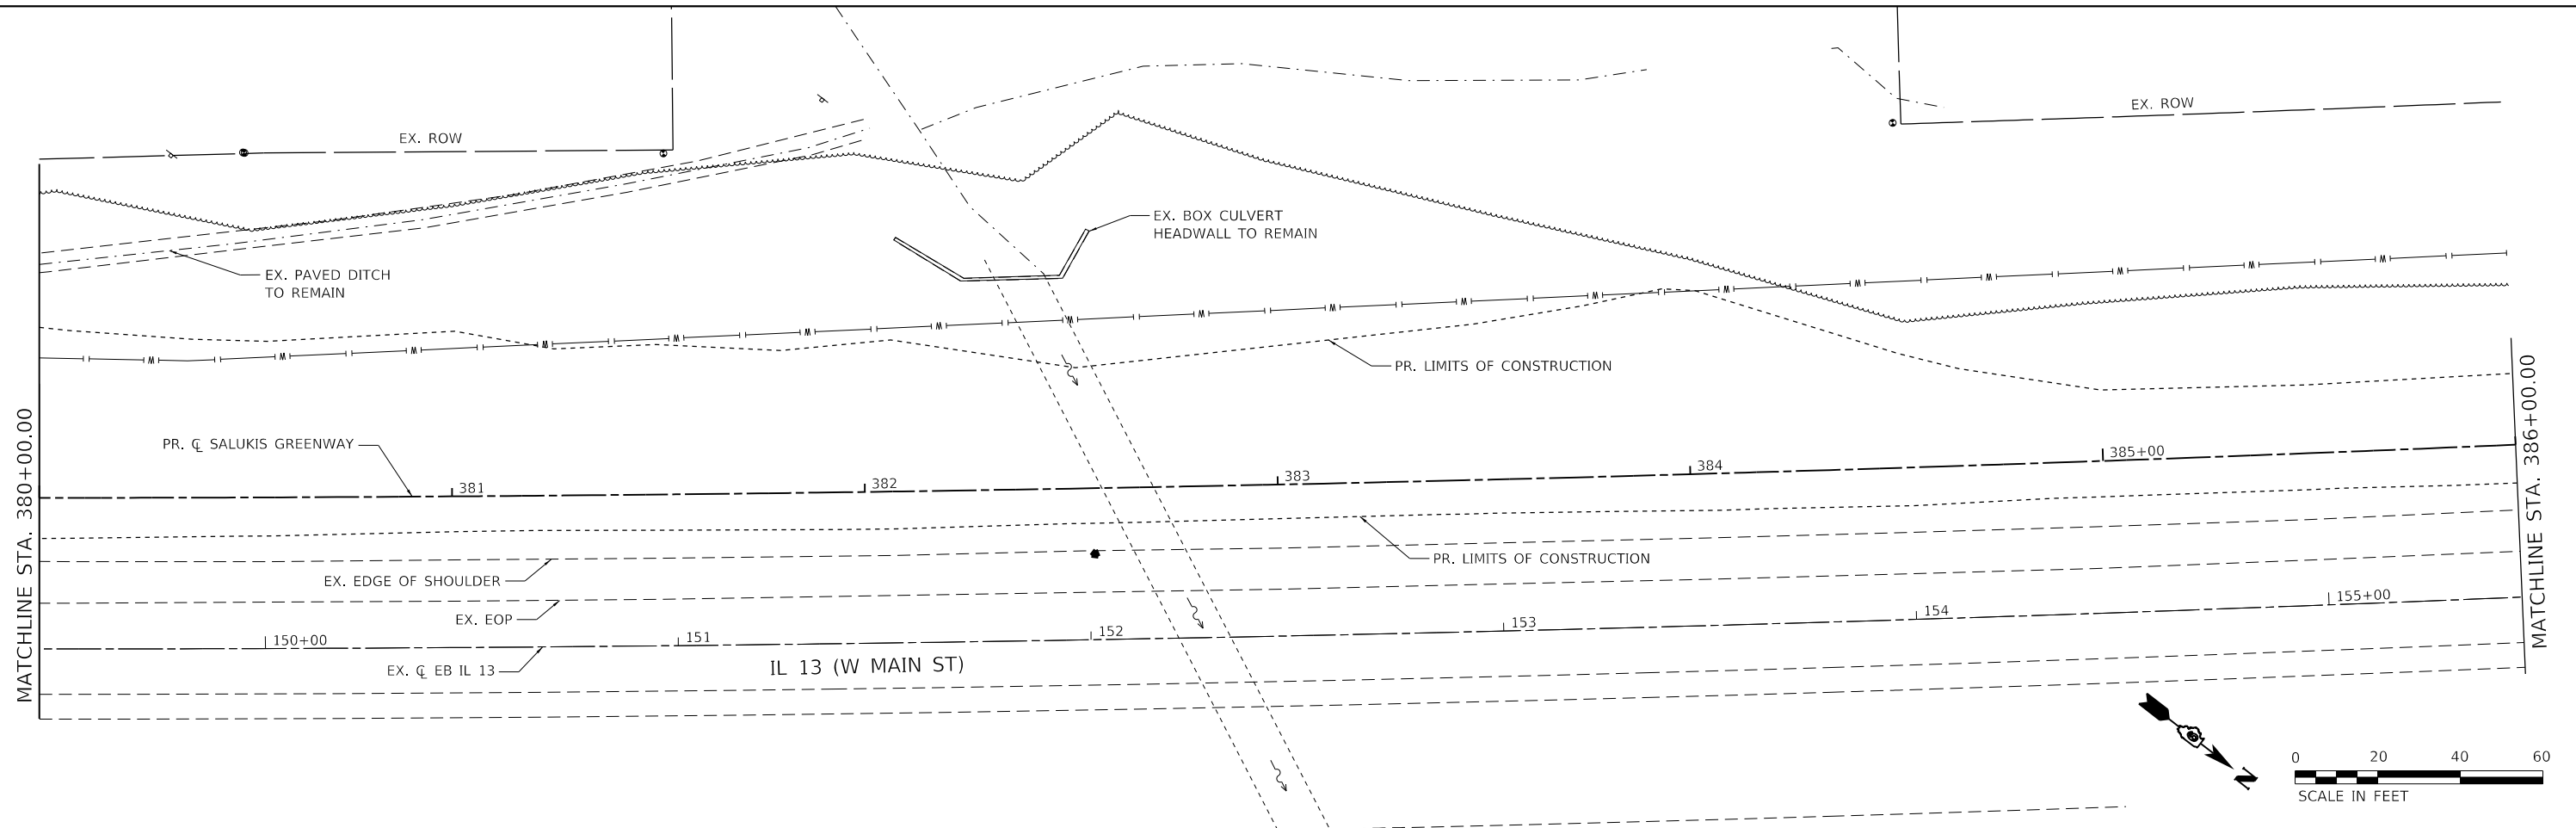 EX. ROW
EX. ROW
EX. BOX CULVERT
HEADWALL TO REMAIN
EX. PAVED DITCH
TO REMAIN
PR. LIMITS OF CONSTRUCTION
MATCHLINE STA. 380+00.00
MATCHLINE STA. 386+00.00
PR. ℄ SALUKIS GREENWAY
381
382
383
384
385+00
PR. LIMITS OF CONSTRUCTION
EX. EDGE OF SHOULDER
EX. EOP
150+00
151
152
153
154
155+00
EX. ℄ EB IL 13
IL 13 (W MAIN ST)
N
0 20 40 60
SCALE IN FEET